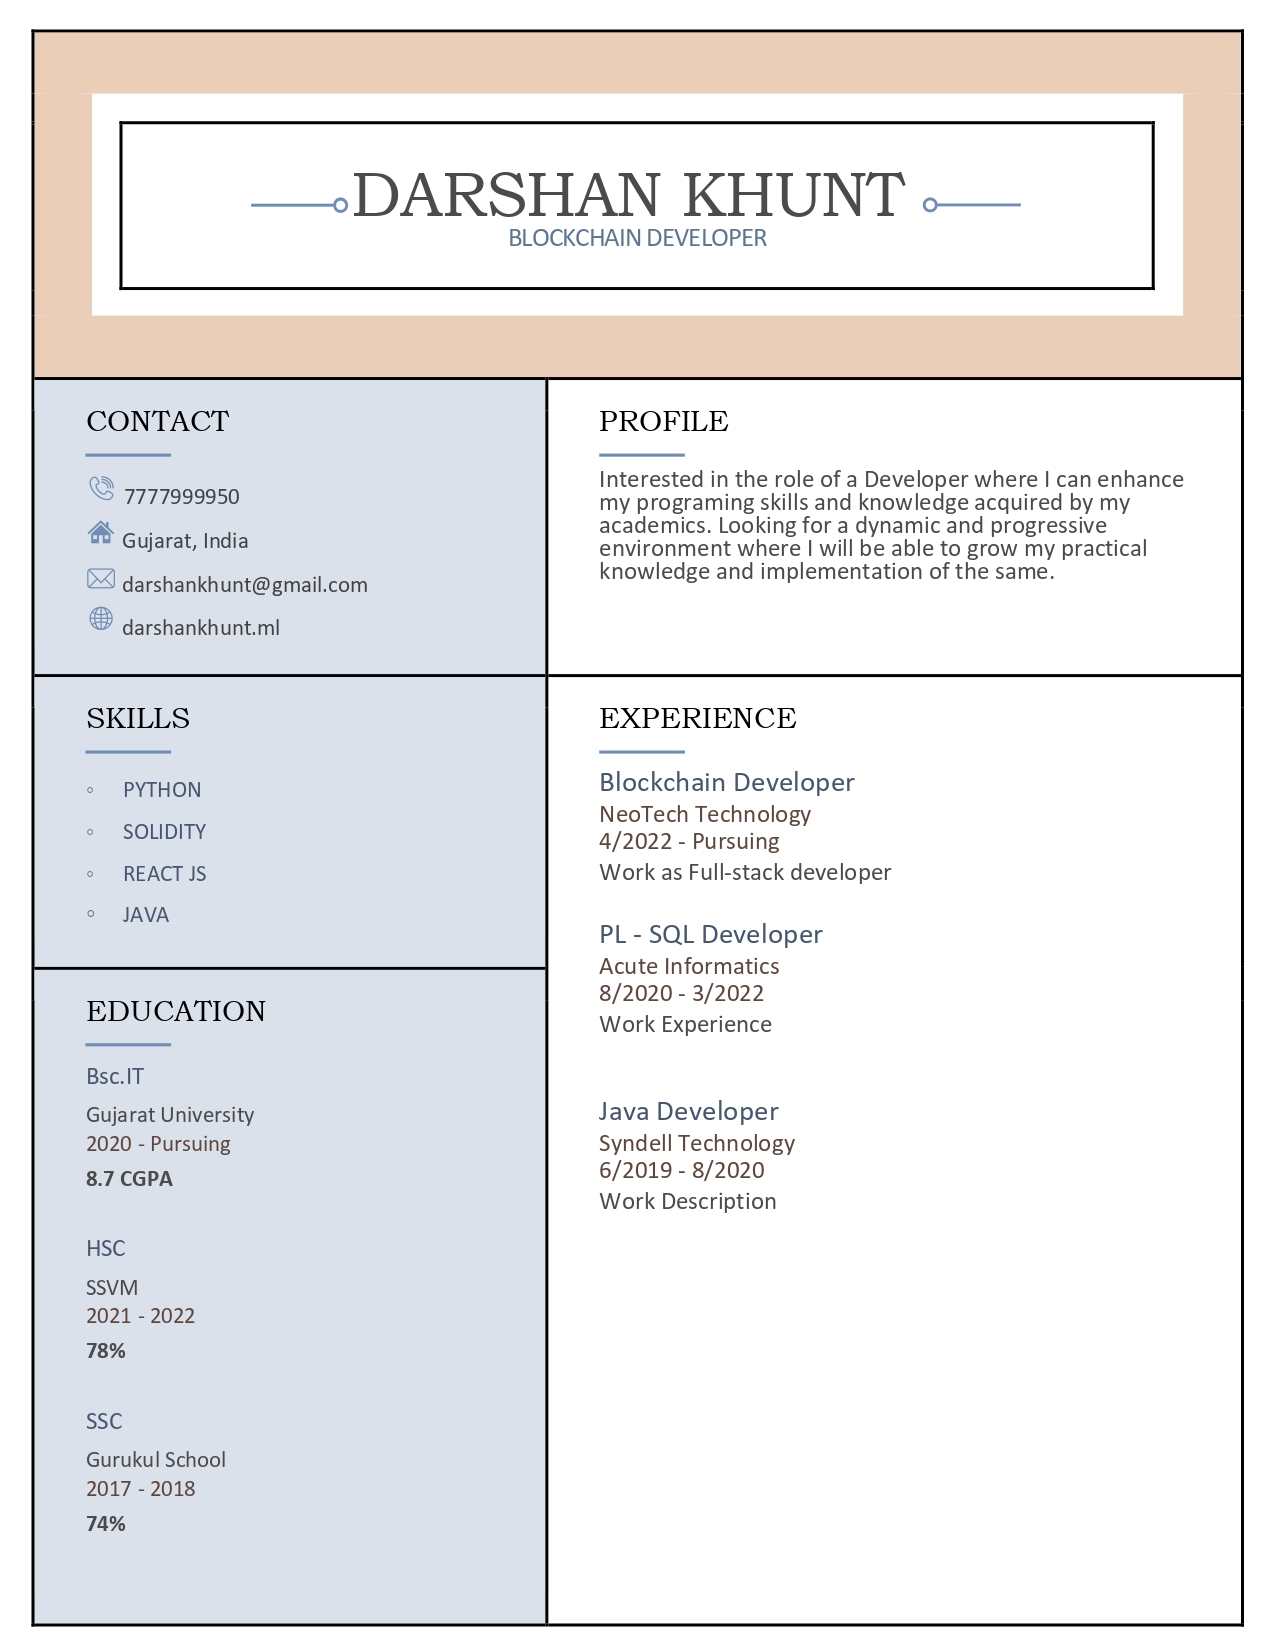 DARSHAN KHUNT
BLOCKCHAIN DEVELOPER
CONTACT
7777999950
Gujarat, India
darshankhunt@gmail.com
darshankhunt.ml
PROFILE
Interested in the role of a Developer where I can enhance
my programing skills and knowledge acquired by my
academics. Looking for a dynamic and progressive
environment where I will be able to grow my practical
knowledge and implementation of the same.
SKILLS
◦ PYTHON
◦ SOLIDITY
◦ REACT JS
◦ JAVA
EDUCATION
Bsc.IT
Gujarat University
2020 - Pursuing
8.7 CGPA
HSC
SSVM
2021 - 2022
78%
SSC
Gurukul School
2017 - 2018
74%
EXPERIENCE
Blockchain Developer
NeoTech Technology
4/2022 - Pursuing
Work as Full-stack developer
PL - SQL Developer
Acute Informatics
8/2020 - 3/2022
Work Experience
Java Developer
Syndell Technology
6/2019 - 8/2020
Work Description